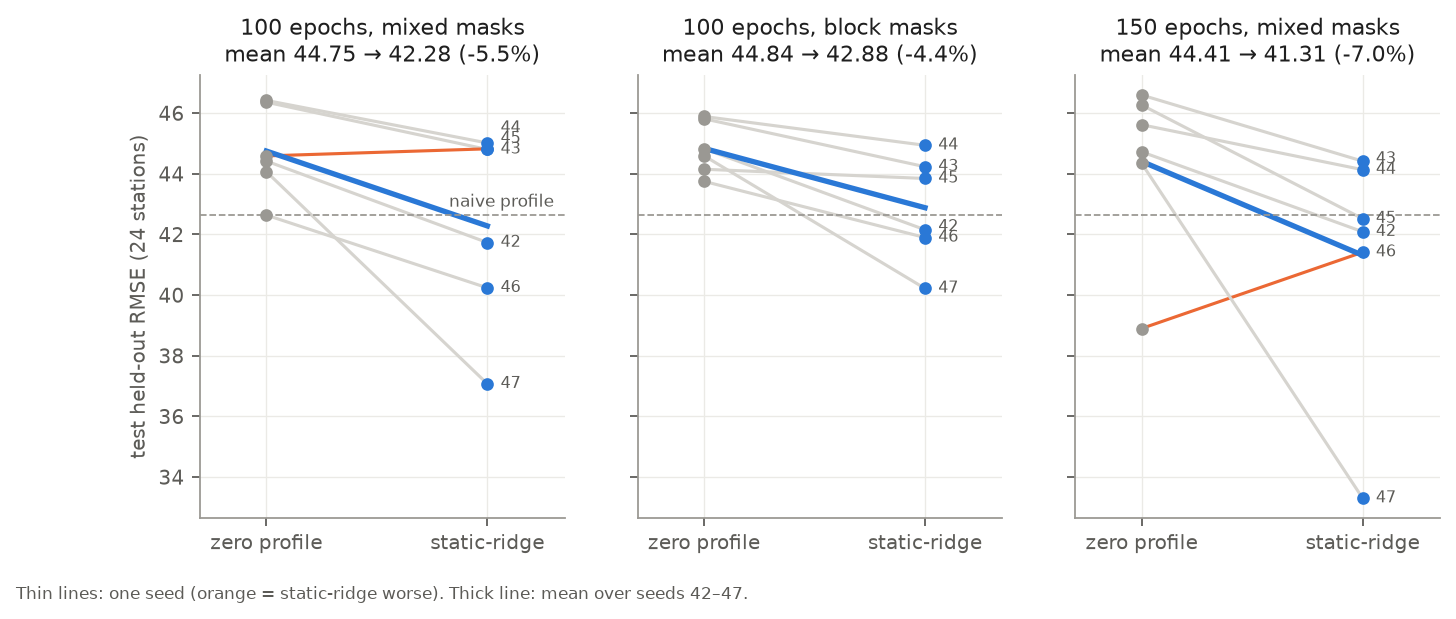 100 epochs, mixed masks
mean 44.75 → 42.28 (-5.5%)
100 epochs, block masks
mean 44.84 → 42.88 (-4.4%)
150 epochs, mixed masks
mean 44.41 → 41.31 (-7.0%)
test held-out RMSE (24 stations)
46
44
42
40
38
36
34
44
45
43
naive profile
42
46
47
44
43
45
42
46
47
43
44
45
42
46
47
zero profile
static-ridge
zero profile
static-ridge
zero profile
static-ridge
Thin lines: one seed (orange = static-ridge worse). Thick line: mean over seeds 42–47.